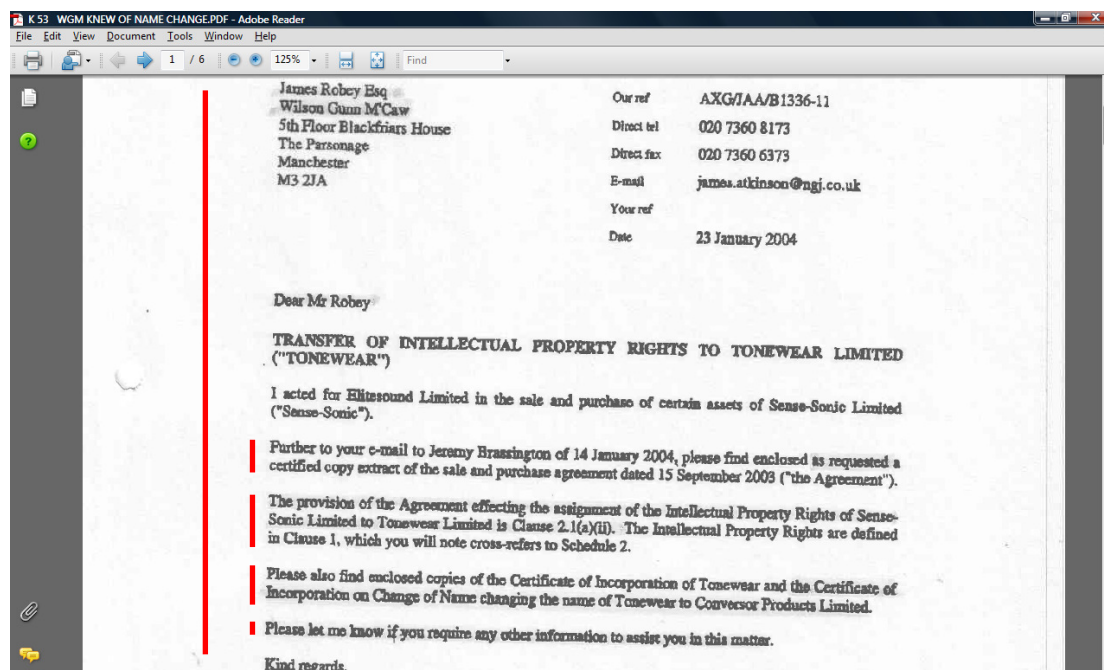 K 53 WGM KNEW OF NAME CHANGE.PDF - Adobe Reader
File Edit View Document Tools Window Help
1 / 6 125% Find
James Robey Esq
Wilson Gunn M'Caw
5th Floor Blackfriars House
The Parsonage
Manchester
M3 2JA
Our ref AXG/JAA/B1336-11
Direct tel 020 7360 8173
Direct fax 020 7360 6373
E-mail james.atkinson@ngj.co.uk
Your ref
Date 23 January 2004
Dear Mr Robey
TRANSFER OF INTELLECTUAL PROPERTY RIGHTS TO TONEWEAR LIMITED
("TONEWEAR")
I acted for Elitesound Limited in the sale and purchase of certain assets of Sense-Sonic Limited
("Sense-Sonic").
Further to your e-mail to Jeremy Brassington of 14 January 2004, please find enclosed as requested a
certified copy extract of the sale and purchase agreement dated 15 September 2003 ("the Agreement").
The provision of the Agreement effecting the assignment of the Intellectual Property Rights of Sense-
Sonic Limited to Tonewear Limited is Clause 2.1(a)(ii). The Intellectual Property Rights are defined
in Clause 1, which you will note cross-refers to Schedule 2.
Please also find enclosed copies of the Certificate of Incorporation of Tonewear and the Certificate of
Incorporation on Change of Name changing the name of Tonewear to Conversor Products Limited.
Please let me know if you require any other information to assist you in this matter.
Kind regards,